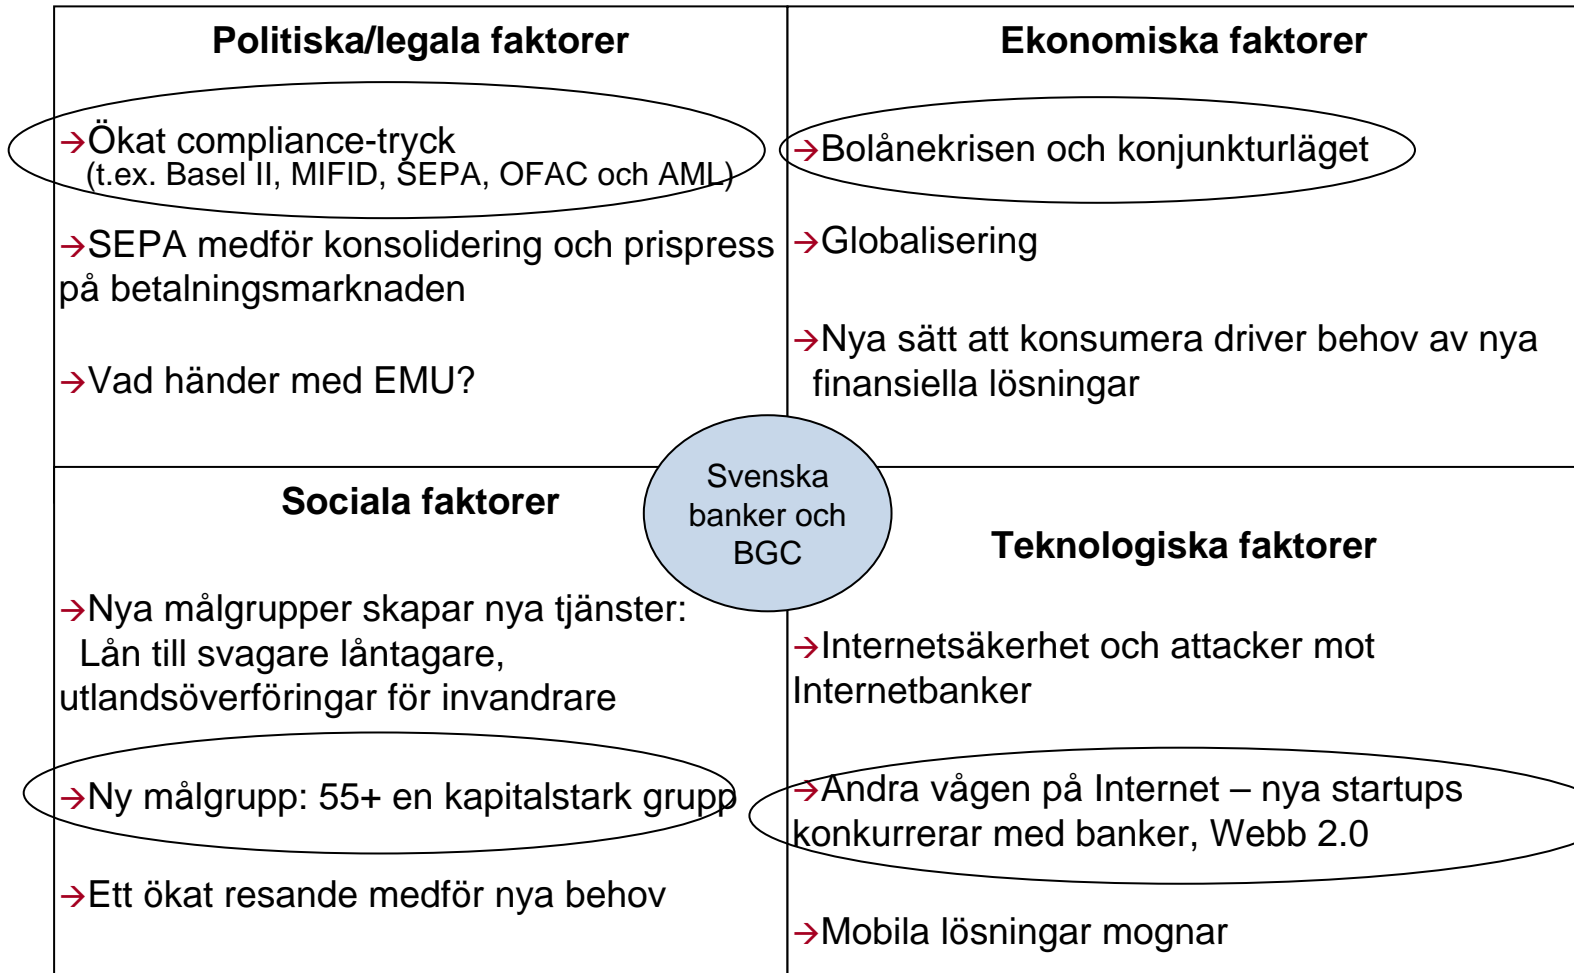 Politiska/legala faktorer
→Ökat compliance-tryck
(t.ex. Basel II, MIFID, SEPA, OFAC och AML)
→SEPA medför konsolidering och prispress
på betalningsmarknaden
→Vad händer med EMU?
Ekonomiska faktorer
→Bolånekrisen och konjunkturläget
→Globalisering
→Nya sätt att konsumera driver behov av nya
finansiella lösningar
Svenska
banker och
BGC
Sociala faktorer
→Nya målgrupper skapar nya tjänster:
Lån till svagare låntagare,
utlandsöverföringar för invandrare
→Ny målgrupp: 55+ en kapitalstark grupp
→Ett ökat resande medför nya behov
Teknologiska faktorer
→Internetsäkerhet och attacker mot
Internetbanker
→Andra vågen på Internet – nya startups
konkurrerar med banker, Webb 2.0
→Mobila lösningar mognar